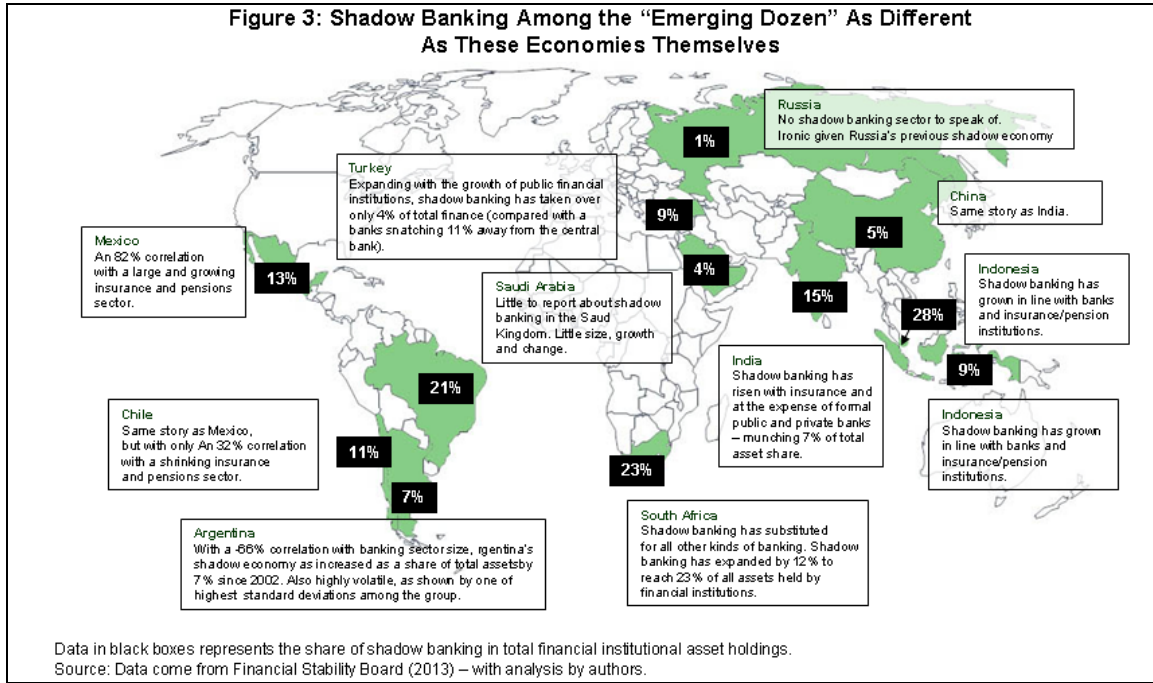 Figure 3: Shadow Banking Among the “Emerging Dozen” As Different
As These Economies Themselves
Russia
No shadow banking sector to speak of.
Ironic given Russia's previous shadow economy
1%
Turkey
Expanding with the growth of public financial
institutions, shadow banking has taken over
only 4% of total finance (compared with a
banks snatching 11% away from the central
bank).
9%
China
Same story as India.
5%
Mexico
An 82% correlation
with a large and growing
insurance and pensions
sector.
13%
Saudi Arabia
Little to report about shadow
banking in the Saud
Kingdom. Little size, growth
and change.
4%
15%
Indonesia
Shadow banking has
grown in line with banks
and insurance/pension
institutions.
28%
India
Shadow banking has
risen with insurance and
at the expense of formal
public and private banks
– munching 7% of total
asset share.
9%
21%
Chile
Same story as Mexico,
but with only An 32% correlation
with a shrinking insurance
and pensions sector.
11%
Indonesia
Shadow banking has grown
in line with banks and
insurance/pension
institutions.
23%
7%
Argentina
With a -66% correlation with banking sector size, rgentina's
shadow economy as increased as a share of total assetsby
7% since 2002. Also highly volatile, as shown by one of
highest standard deviations among the group.
South Africa
Shadow banking has substituted
for all other kinds of banking. Shadow
banking has expanded by 12% to
reach 23% of all assets held by
financial institutions.
Data in black boxes represents the share of shadow banking in total financial institutional asset holdings.
Source: Data come from Financial Stability Board (2013) – with analysis by authors.